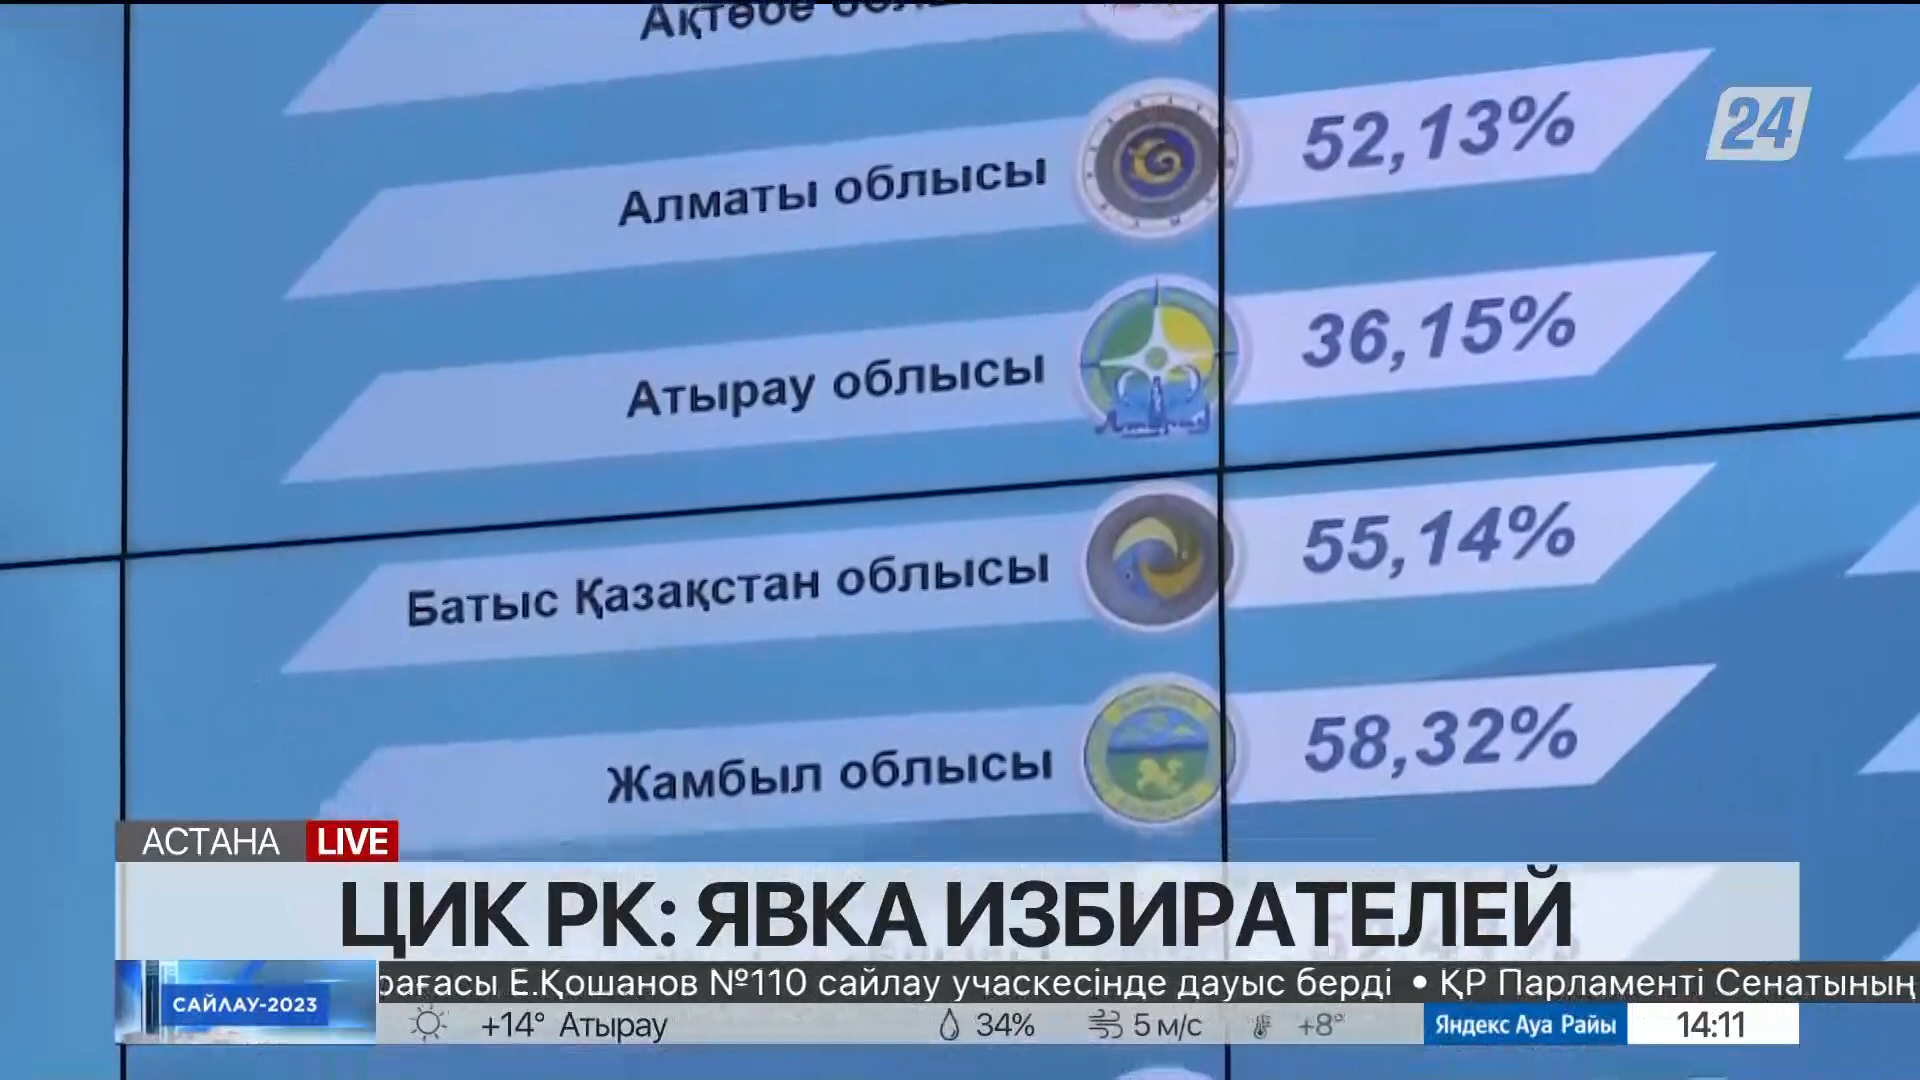 Ақтөбе
24
Алматы облысы 52,13%
Атырау облысы 36,15%
Батыс Қазақстан облысы 55,14%
Жамбыл облысы 58,32%
АСТАНА LIVE
ЦИК РК: ЯВКА ИЗБИРАТЕЛЕЙ
САЙЛАУ-2023 рағасы Е.Қошанов №110 сайлау учаскесінде дауыс берді • ҚР Парламенті Сенатының
+14° Атырау 34% 5 м/с +8° Яндекс Ауа Райы 14:11